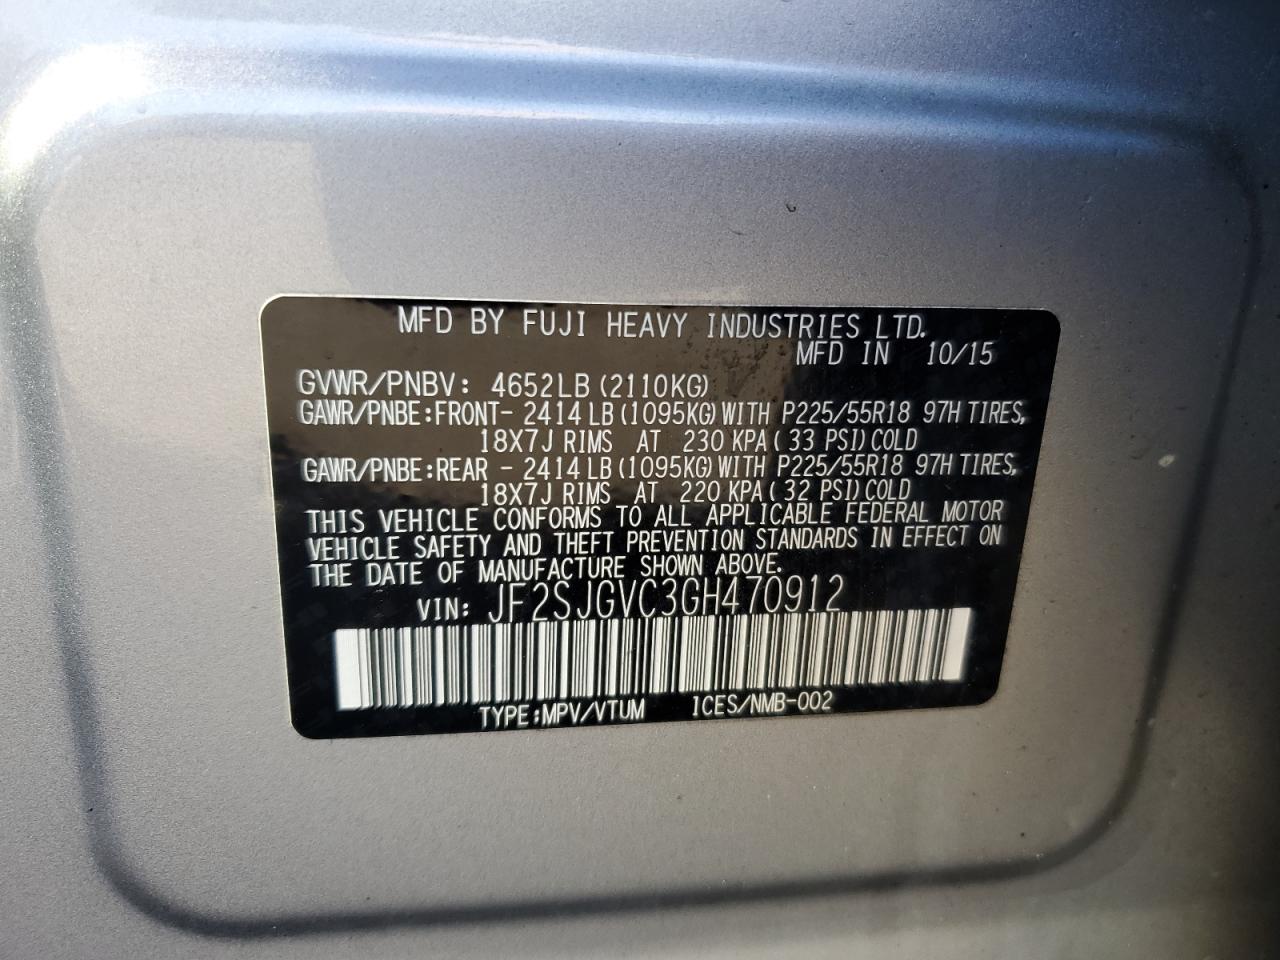 MFD BY FUJI HEAVY INDUSTRIES LTD.
MFD IN 10/15
GVWR/PNBV: 4652LB (2110KG)
GAWR/PNBE:FRONT- 2414LB (1095KG) WITH P225/55R18 97H TIRES,
18X7J RIMS AT 230 KPA ( 33 PSI) COLD
GAWR/PNBE:REAR - 2414LB (1095KG) WITH P225/55R18 97H TIRES,
18X7J RIMS AT 220 KPA ( 32 PSI) COLD
THIS VEHICLE CONFORMS TO ALL APPLICABLE FEDERAL MOTOR
VEHICLE SAFETY AND THEFT PREVENTION STANDARDS IN EFFECT ON
THE DATE OF MANUFACTURE SHOWN ABOVE.
VIN: JF2SJGVC3GH470912
TYPE:MPV/VTUM ICES/NMB-002